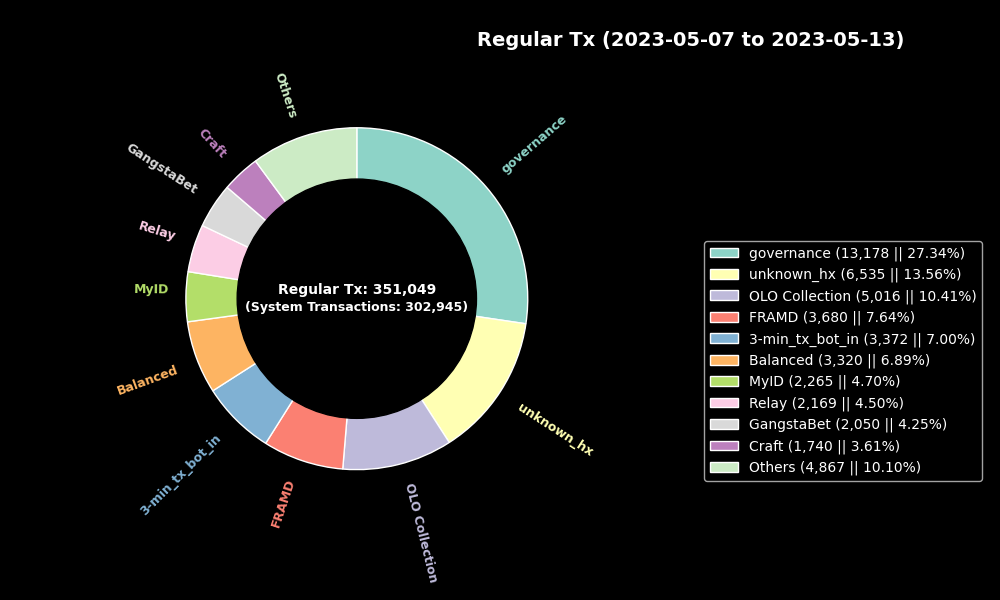 Regular Tx (2023-05-07 to 2023-05-13)
Others
governance
Craft
GangstaBet
Relay
MyID
Balanced
3-min_tx_bot_in
FRAMD
OLO Collection
unknown_hx
Regular Tx: 351,049
(System Transactions: 302,945)
governance (13,178 || 27.34%)
unknown_hx (6,535 || 13.56%)
OLO Collection (5,016 || 10.41%)
FRAMD (3,680 || 7.64%)
3-min_tx_bot_in (3,372 || 7.00%)
Balanced (3,320 || 6.89%)
MyID (2,265 || 4.70%)
Relay (2,169 || 4.50%)
GangstaBet (2,050 || 4.25%)
Craft (1,740 || 3.61%)
Others (4,867 || 10.10%)